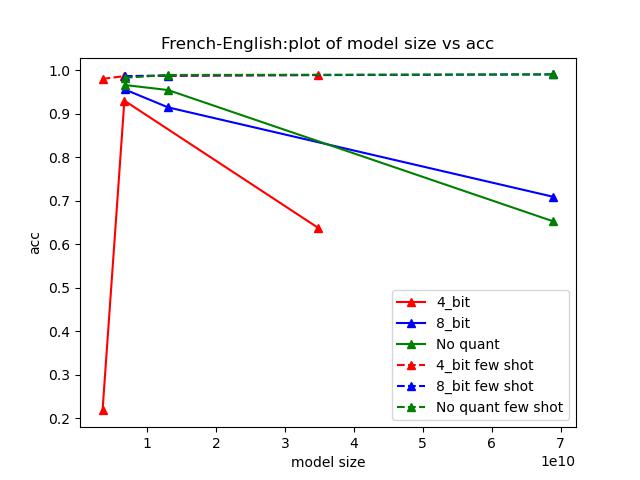 French-English:plot of model size vs acc
1.0
0.9
0.8
0.7
0.6
0.5
0.4
0.3
0.2
acc
4_bit
8_bit
No quant
4_bit few shot
8_bit few shot
No quant few shot
1 2 3 4 5 6 7
1e10
model size